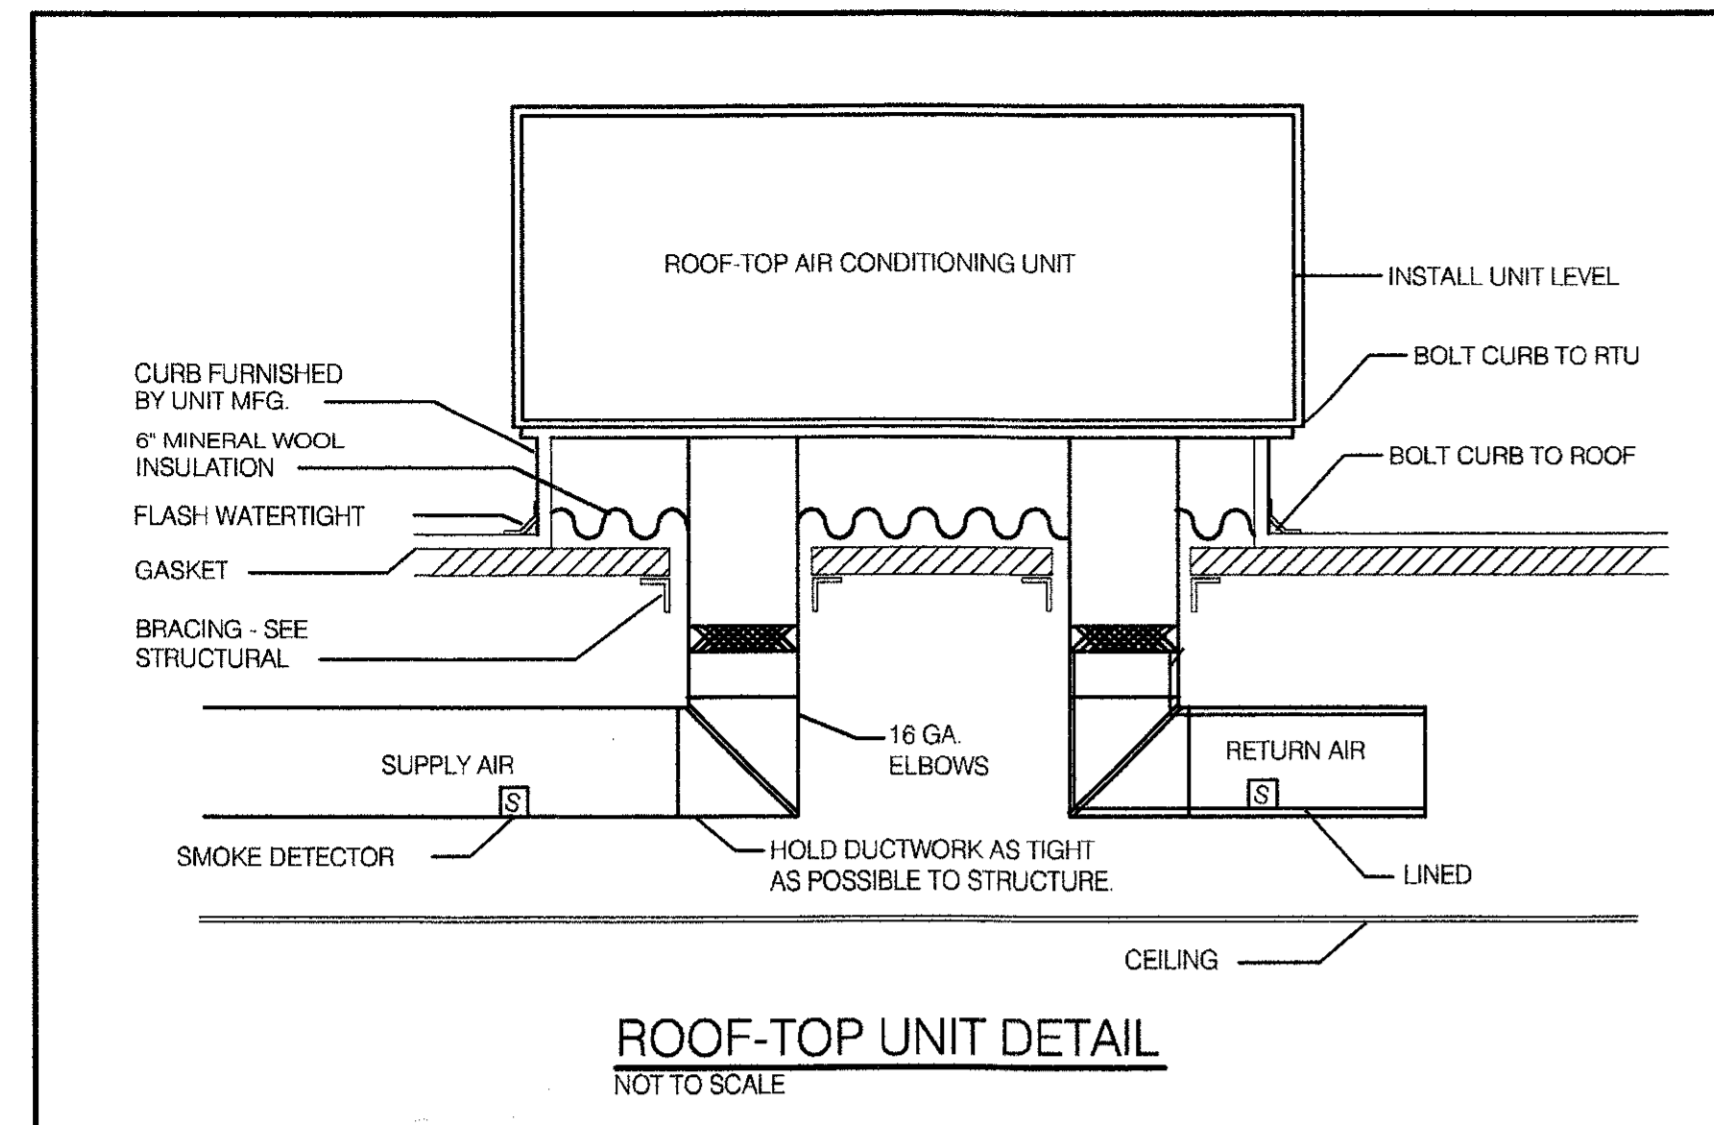 ROOF-TOP AIR CONDITIONING UNIT
INSTALL UNIT LEVEL
BOLT CURB TO RTU
CURB FURNISHED
BY UNIT MFG.
6" MINERAL WOOL
INSULATION
BOLT CURB TO ROOF
FLASH WATERTIGHT
GASKET
BRACING - SEE
STRUCTURAL
16 GA.
ELBOWS
SUPPLY AIR
S
RETURN AIR
S
SMOKE DETECTOR
HOLD DUCTWORK AS TIGHT
AS POSSIBLE TO STRUCTURE.
LINED
CEILING
ROOF-TOP UNIT DETAIL
NOT TO SCALE